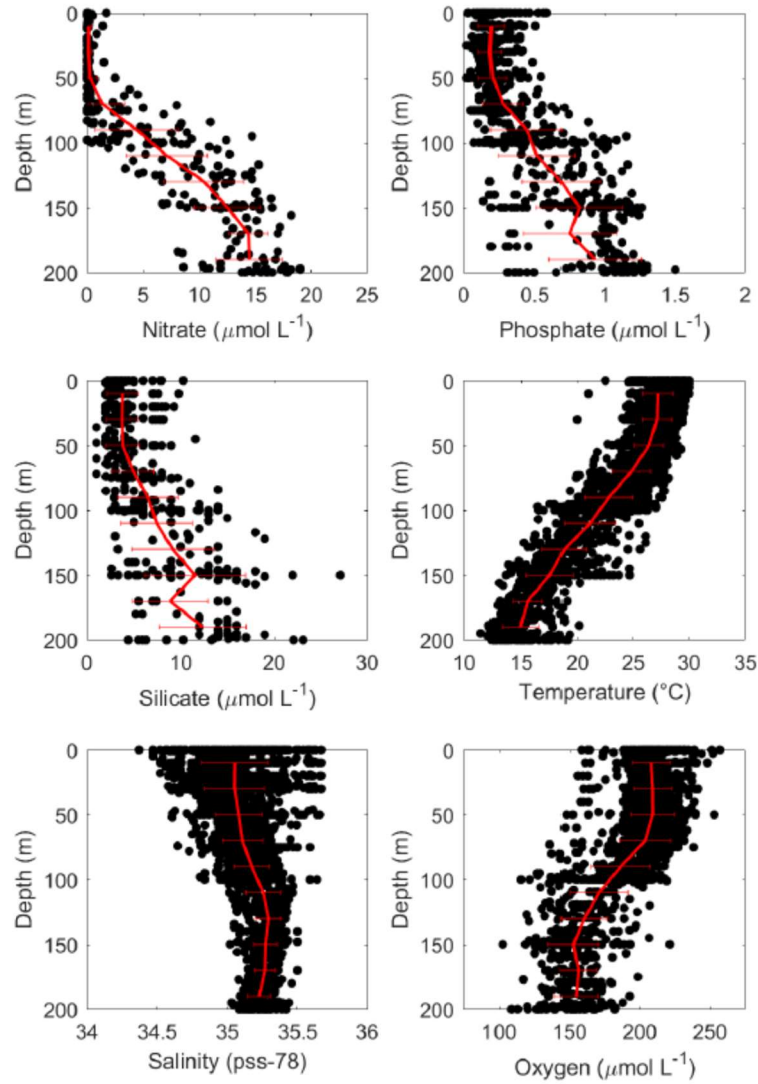 0
50
100
150
200
Depth (m)
0 5 10 15 20 25
Nitrate (μmol L⁻¹)
0
50
100
150
200
Depth (m)
0 0.5 1 1.5 2
Phosphate (μmol L⁻¹)
0
50
100
150
200
Depth (m)
0 10 20 30
Silicate (μmol L⁻¹)
0
50
100
150
200
Depth (m)
10 15 20 25 30 35
Temperature (°C)
0
50
100
150
200
Depth (m)
34 34.5 35 35.5 36
Salinity (pss-78)
0
50
100
150
200
Depth (m)
100 150 200 250
Oxygen (μmol L⁻¹)